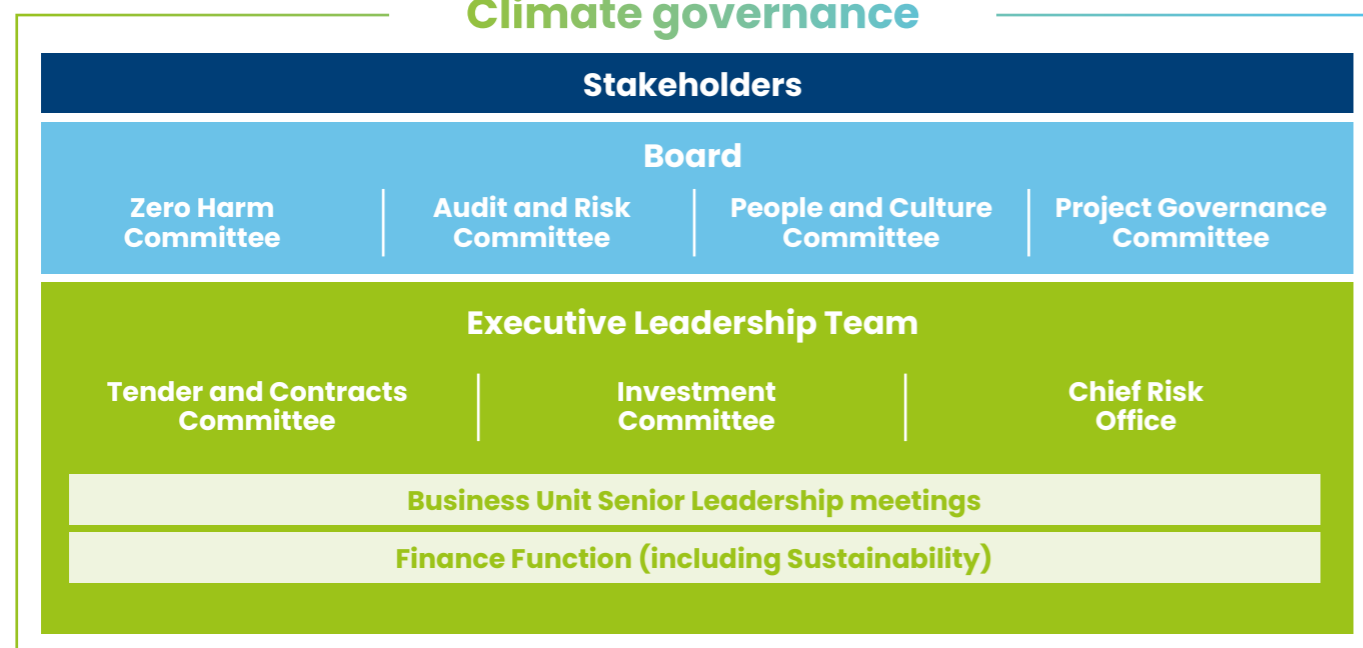 Climate governance
Stakeholders
Board
Zero Harm
Committee
Audit and Risk
Committee
People and Culture
Committee
Project Governance
Committee
Executive Leadership Team
Tender and Contracts
Committee
Investment
Committee
Chief Risk
Office
Business Unit Senior Leadership meetings
Finance Function (including Sustainability)